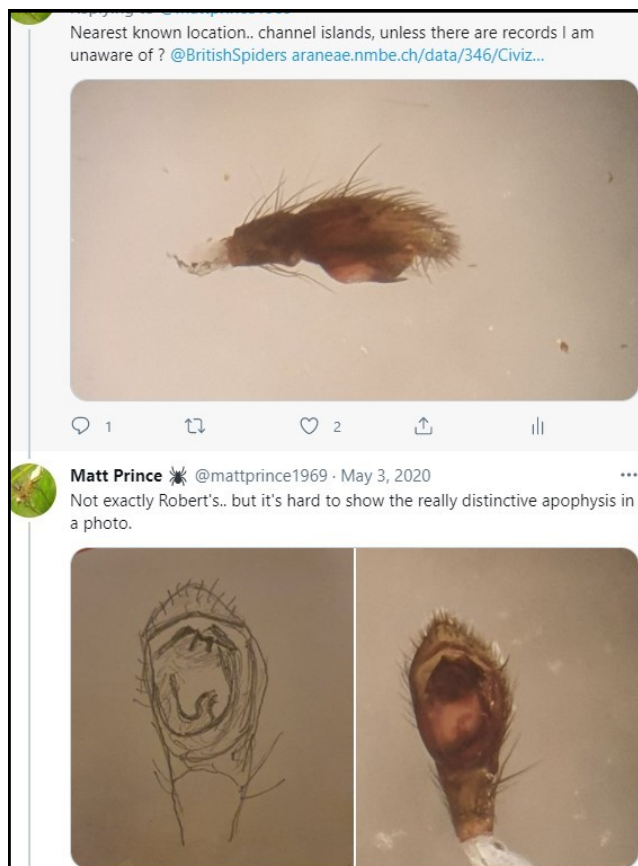 Nearest known location.. channel islands, unless there are records I am
unaware of ? @BritishSpiders araneae.nmbe.ch/data/346/Civiz...
1
2
Matt Prince @mattprince1969 · May 3, 2020
Not exactly Robert's.. but it's hard to show the really distinctive apophysis in
a photo.